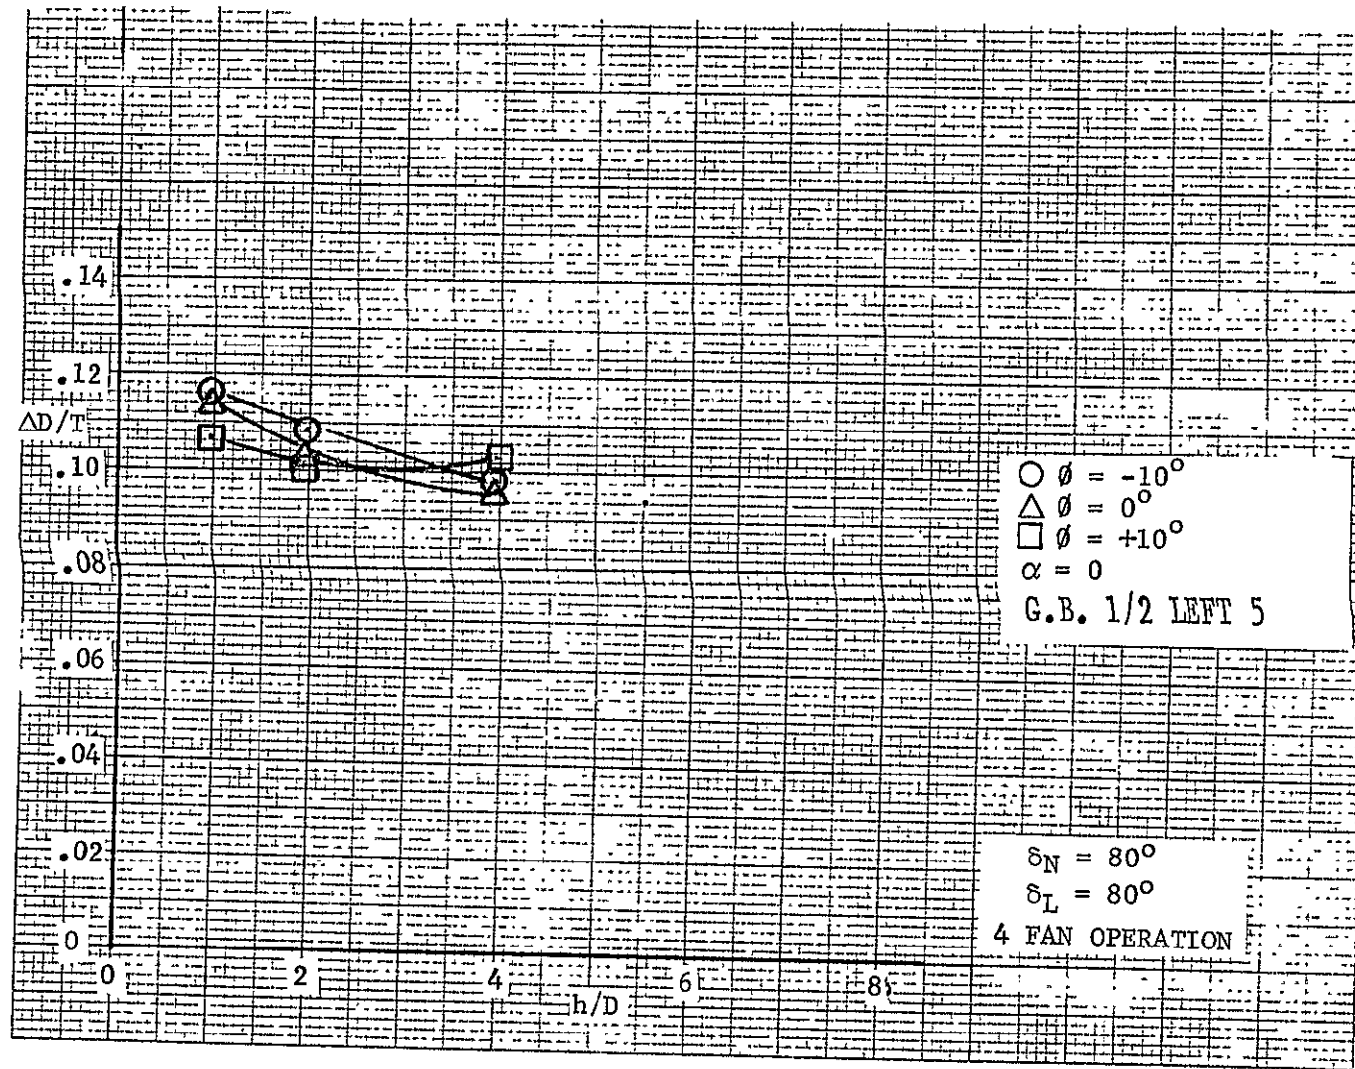 .14
.12
ΔD/T
.10
.08
.06
.04
.02
0
0 2 4 6 8
h/D
○ Ø = -10°
△ Ø = 0°
□ Ø = +10°
α = 0
G.B. 1/2 LEFT 5
δN = 80°
δL = 80°
4 FAN OPERATION